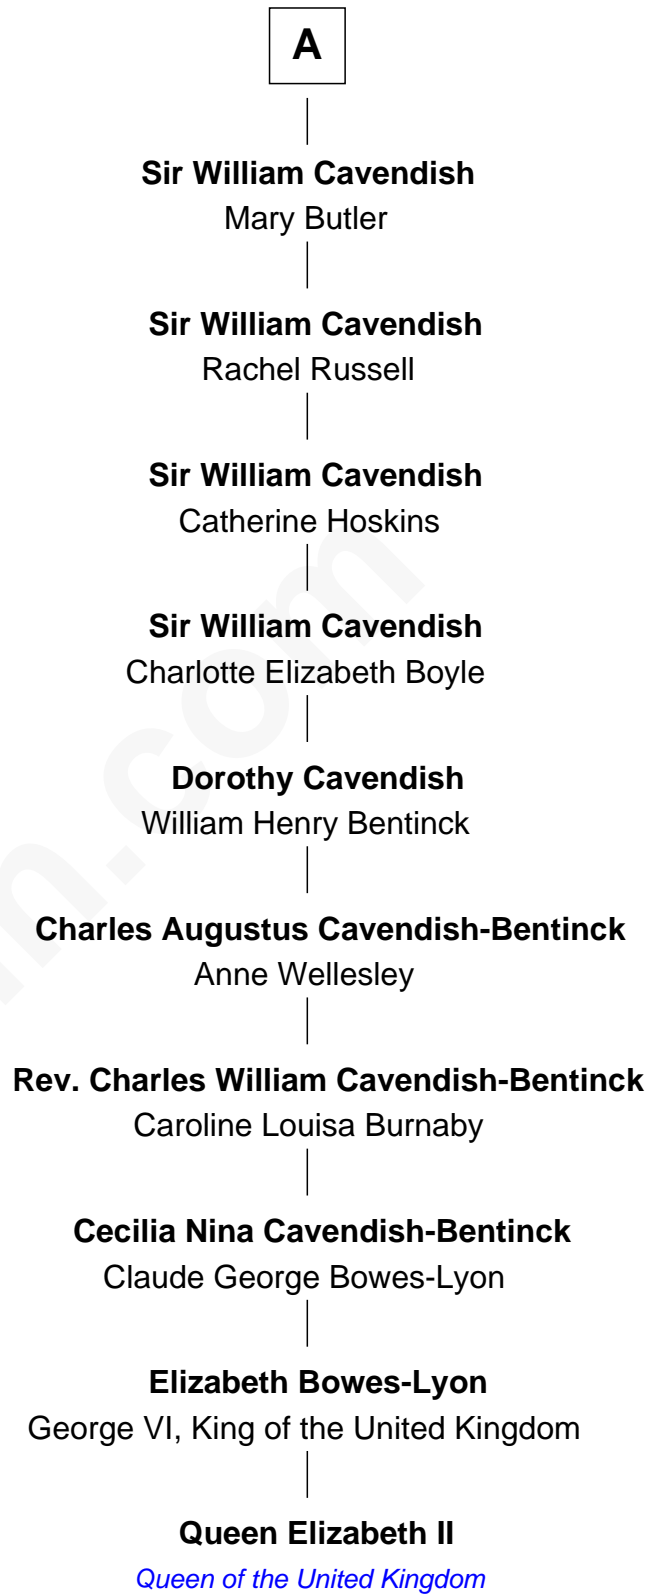 A
Sir William Cavendish
Mary Butler
Sir William Cavendish
Rachel Russell
Sir William Cavendish
Catherine Hoskins
Sir William Cavendish
Charlotte Elizabeth Boyle
Dorothy Cavendish
William Henry Bentinck
Charles Augustus Cavendish-Bentinck
Anne Wellesley
Rev. Charles William Cavendish-Bentinck
Caroline Louisa Burnaby
Cecilia Nina Cavendish-Bentinck
Claude George Bowes-Lyon
Elizabeth Bowes-Lyon
George VI, King of the United Kingdom
Queen Elizabeth II
Queen of the United Kingdom